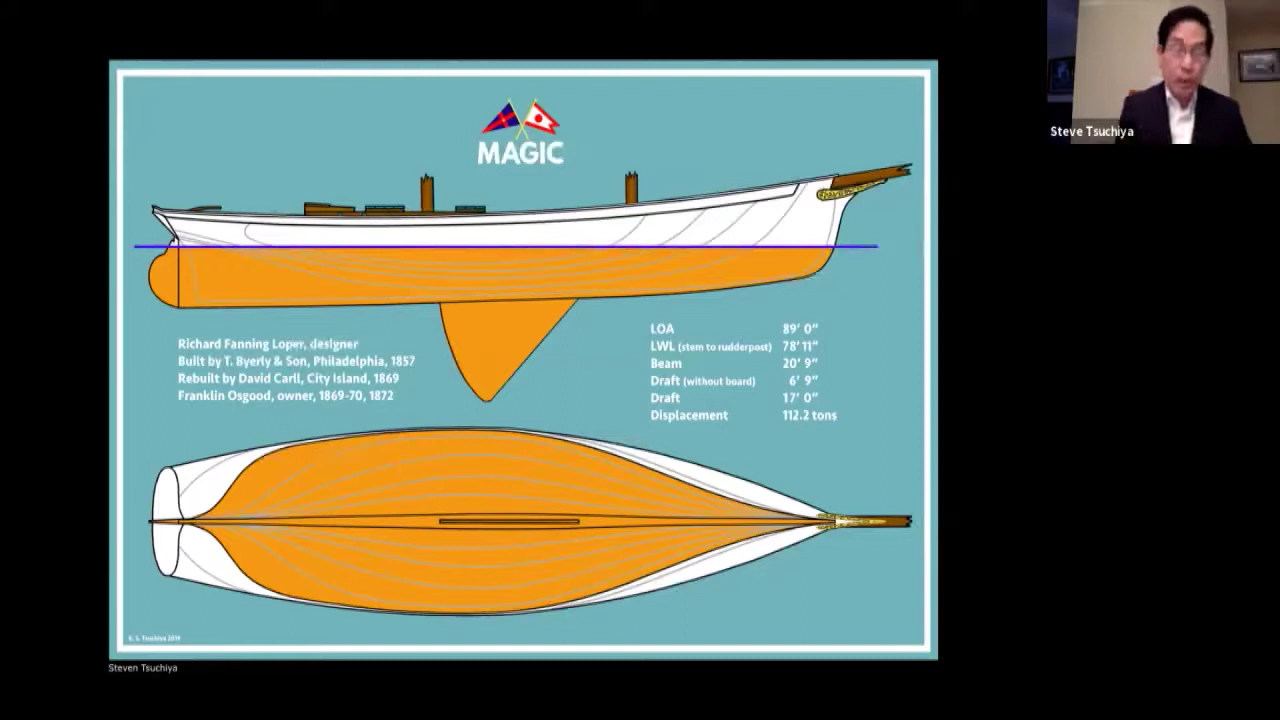 Steve Tsuchiya
MAGIC
Richard Fanning Loper, designer
Built by T. Byerly & Son, Philadelphia, 1857
Rebuilt by David Carll, City Island, 1869
Franklin Osgood, owner, 1869-70, 1872
LOA 89' 0"
LWL (stem to rudderpost) 78' 11"
Beam 20' 9"
Draft (without board) 6' 9"
Draft 17' 0"
Displacement 112.2 tons
Tsuchiya 2019
Steven Tsuchiya